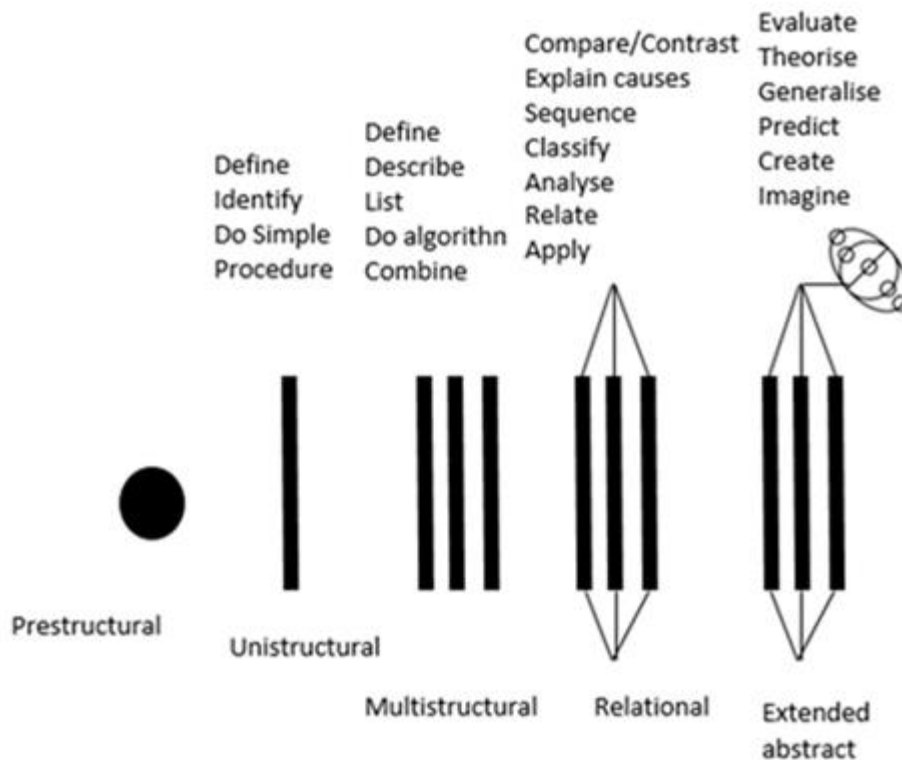 Define
Identify
Do Simple
Procedure
Define
Describe
List
Do algorithn
Combine
Compare/Contrast
Explain causes
Sequence
Classify
Analyse
Relate
Apply
Evaluate
Theorise
Generalise
Predict
Create
Imagine
Prestructural
Unistructural
Multistructural
Relational
Extended
abstract